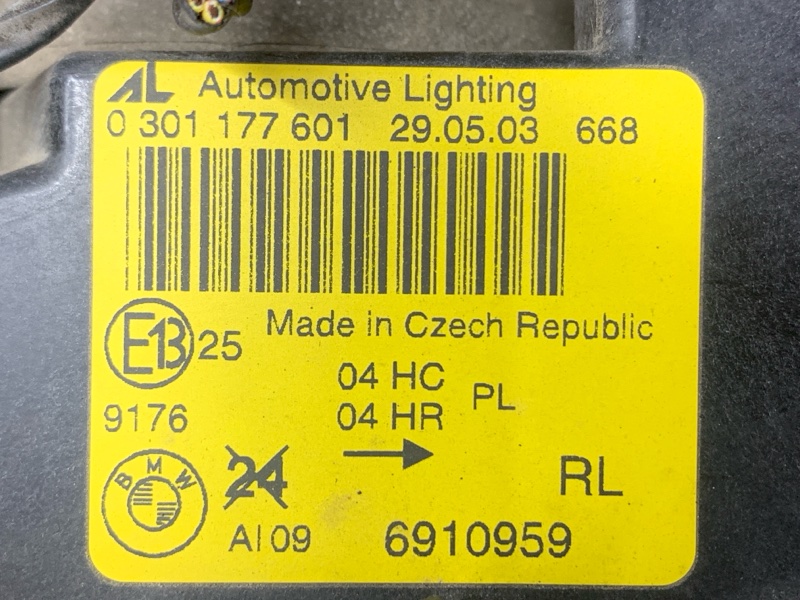 AL Automotive Lighting
0 301 177 601 29.05.03 668
Made in Czech Republic
E13 25
04 HC
PL
04 HR
9176
BMW
24
RL
AI 09
6910959